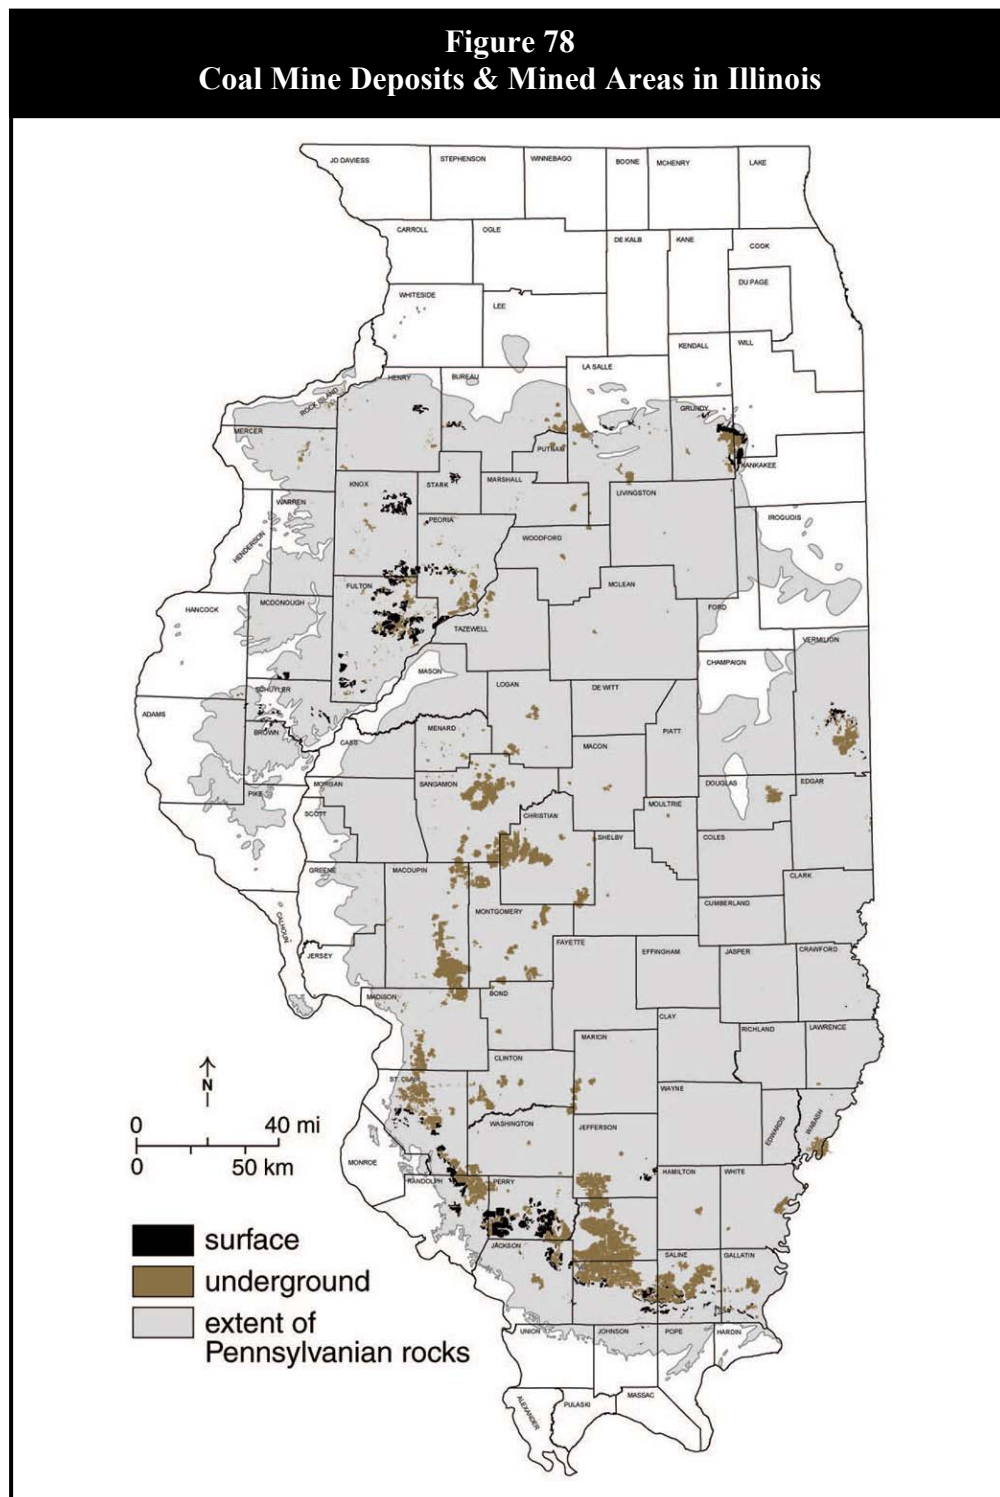 Figure 78
Coal Mine Deposits & Mined Areas in Illinois
JO DAVIESS
STEPHENSON
WINNEBAGO
BOONE
MCHENRY
LAKE
CARROLL
OGLE
DE KALB
KANE
COOK
DU PAGE
WHITESIDE
LEE
KENDALL
WILL
LA SALLE
ROCK ISLAND
HENRY
BUREAU
GRUNDY
MERCER
PUTNAM
KANKAKEE
KNOX
STARK
MARSHALL
LIVINGSTON
WARREN
HENDERSON
PEORIA
WOODFORD
IROQUOIS
FULTON
MCLEAN
HANCOCK
MCDONOUGH
TAZEWELL
FORD
VERMILION
CHAMPAIGN
MASON
SCHUYLER
LOGAN
DE WITT
ADAMS
BROWN
CASS
MENARD
MACON
PIATT
PIKE
MORGAN
SANGAMON
DOUGLAS
EDGAR
SCOTT
CHRISTIAN
MOULTRIE
SHELBY
COLES
GREENE
MACOUPIN
CLARK
CALHOUN
MONTGOMERY
CUMBERLAND
JERSEY
FAYETTE
EFFINGHAM
JASPER
CRAWFORD
MADISON
BOND
CLAY
RICHLAND
LAWRENCE
MARION
CLINTON
ST. CLAIR
WAYNE
EDWARDS
WABASH
WASHINGTON
JEFFERSON
MONROE
RANDOLPH
PERRY
HAMILTON
WHITE
JACKSON
SALINE
GALLATIN
UNION
JOHNSON
POPE
HARDIN
ALEXANDER
PULASKI
MASSAC
N
0 40 mi
0 50 km
surface
underground
extent of
Pennsylvanian rocks